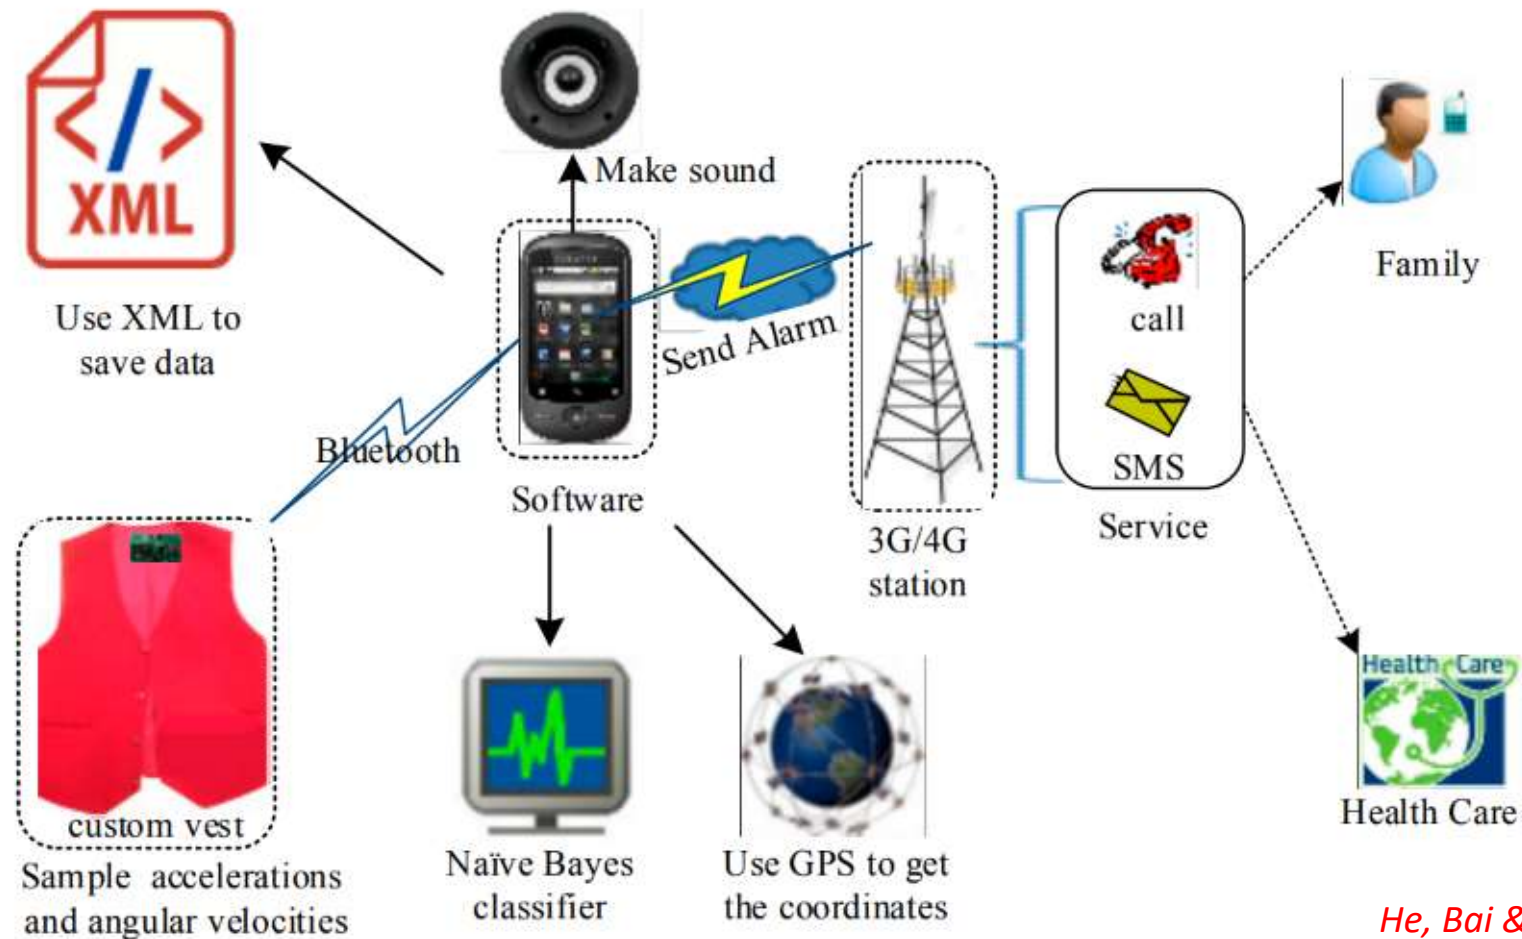 </>
XML
Use XML to
save data
Make sound
Bluetooth
Software
Send Alarm
3G/4G
station
call
SMS
Service
Family
Health Care
Health Care
custom vest
Sample accelerations
and angular velocities
Naïve Bayes
classifier
Use GPS to get
the coordinates
He, Bai &